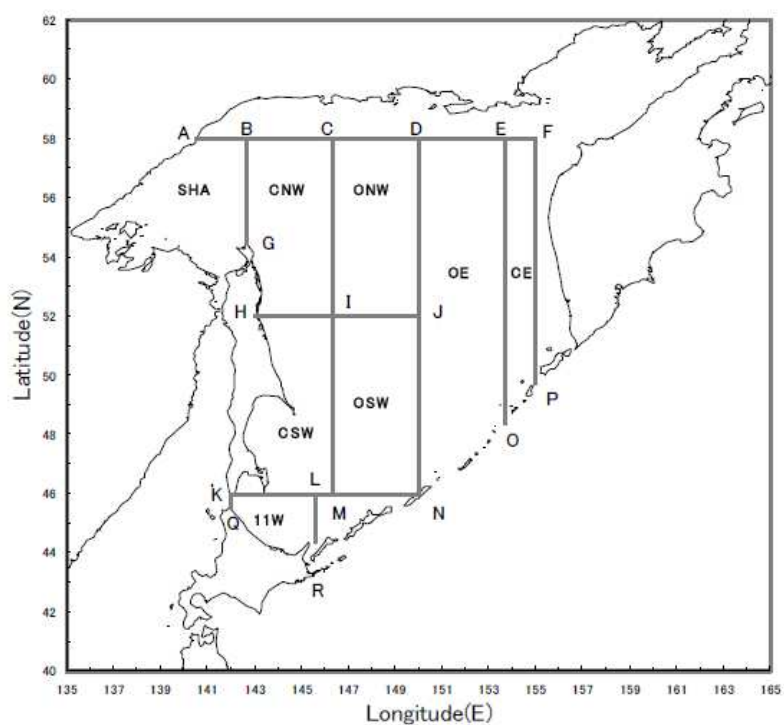 62
60
A B C D E F
58
SHA CNW ONW
56
G
54
OE CE
H I J
52
50
OSW
P
CSW
48
O
L
K
46
Q 11W M N
44
R
42
40
135 137 139 141 143 145 147 149 151 153 155 157 159 161 163 165
Latitude(N)
Longitude(E)